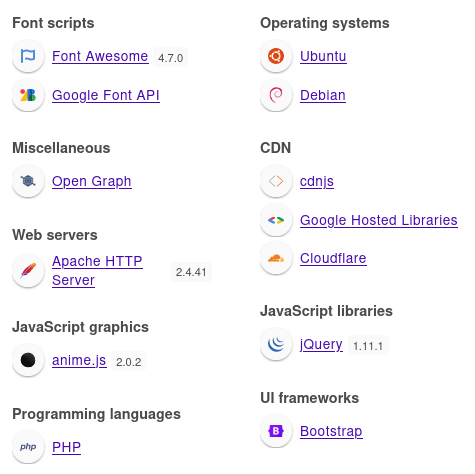 Font scripts
Font Awesome 4.7.0
Google Font API
Miscellaneous
Open Graph
Web servers
Apache HTTP
Server
2.4.41
JavaScript graphics
anime.js 2.0.2
Programming languages
php PHP
Operating systems
Ubuntu
Debian
CDN
cdnjs
Google Hosted Libraries
Cloudflare
JavaScript libraries
jQuery 1.11.1
UI frameworks
B Bootstrap